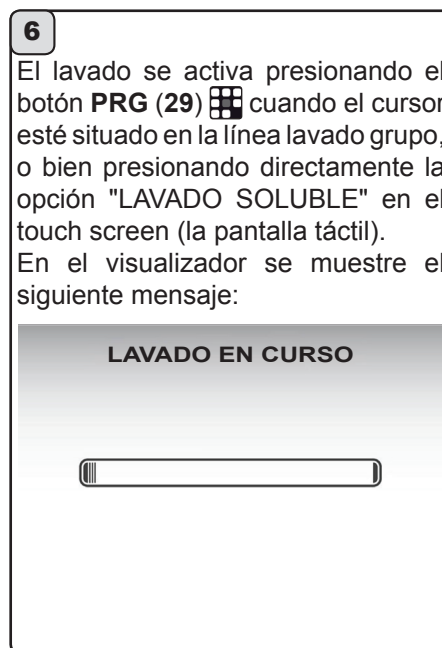 6
El lavado se activa presionando el
botón PRG (29) cuando el cursor
esté situado en la línea lavado grupo,
o bien presionando directamente la
opción "LAVADO SOLUBLE" en el
touch screen (la pantalla táctil).
En el visualizador se muestre el
siguiente mensaje:
LAVADO EN CURSO